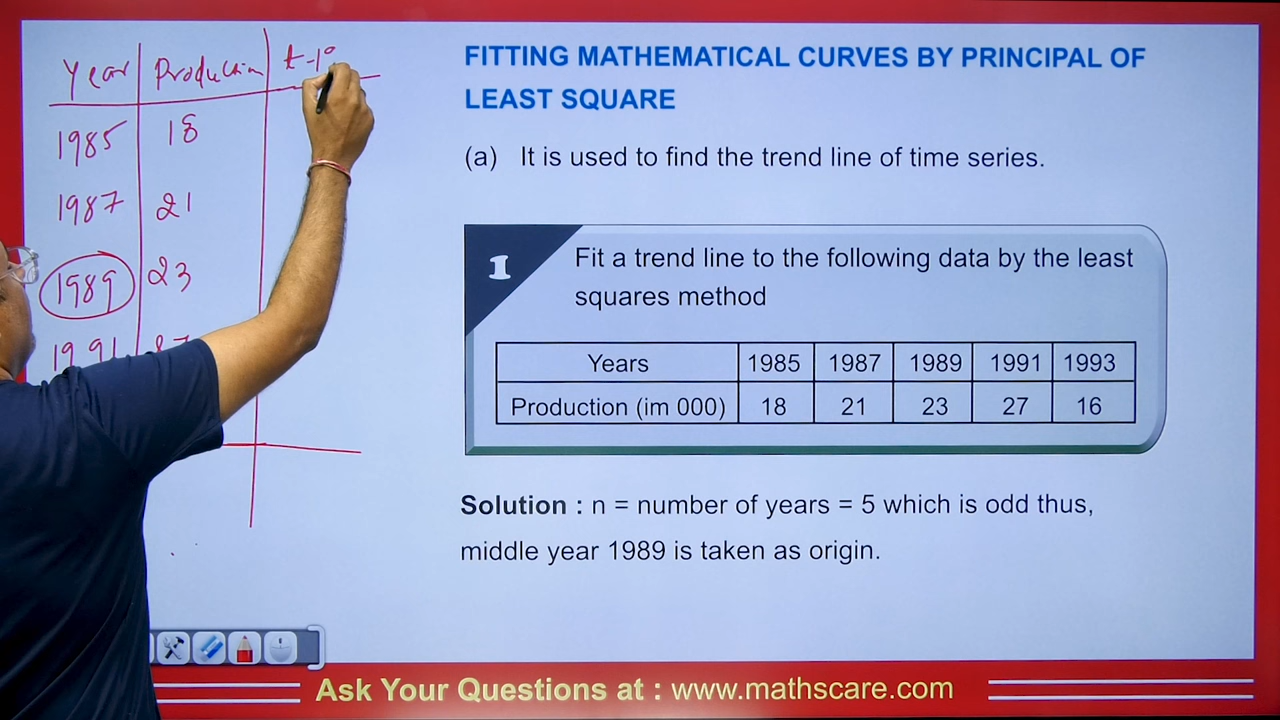 Year Production
1985 18
1987 21
1989 23
1991
FITTING MATHEMATICAL CURVES BY PRINCIPAL OF
LEAST SQUARE
(a) It is used to find the trend line of time series.
1
Fit a trend line to the following data by the least
squares method
Years 1985 1987 1989 1991 1993
Production (im 000) 18 21 23 27 16
Solution : n = number of years = 5 which is odd thus,
middle year 1989 is taken as origin.
Ask Your Questions at : www.mathscare.com